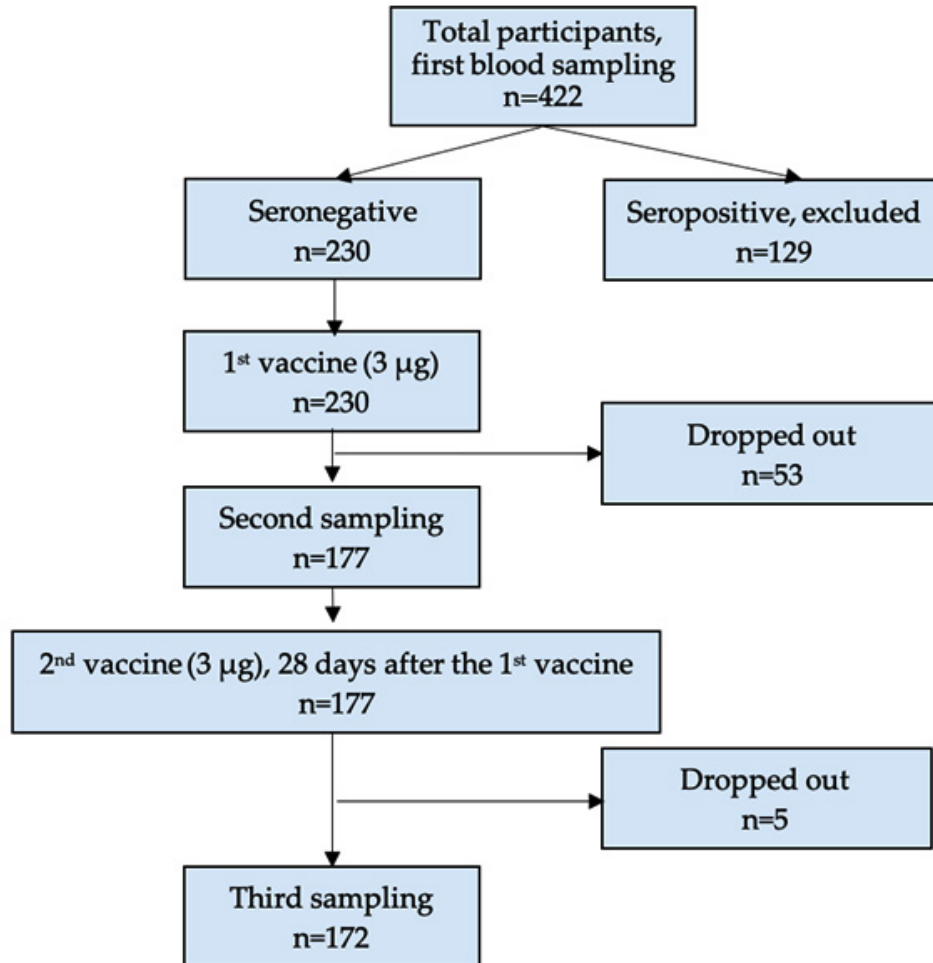 Total participants,
first blood sampling
n=422
Seronegative
n=230
Seropositive, excluded
n=129
1st vaccine (3 µg)
n=230
Dropped out
n=53
Second sampling
n=177
2nd vaccine (3 µg), 28 days after the 1st vaccine
n=177
Dropped out
n=5
Third sampling
n=172